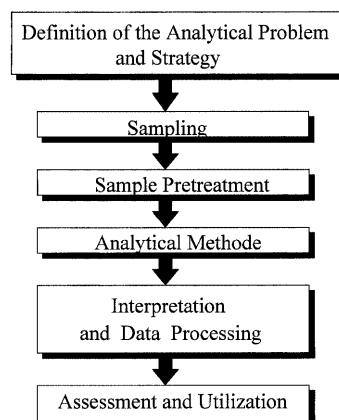 Definition of the Analytical Problem
and Strategy
Sampling
Sample Pretreatment
Analytical Methode
Interpretation
and Data Processing
Assessment and Utilization